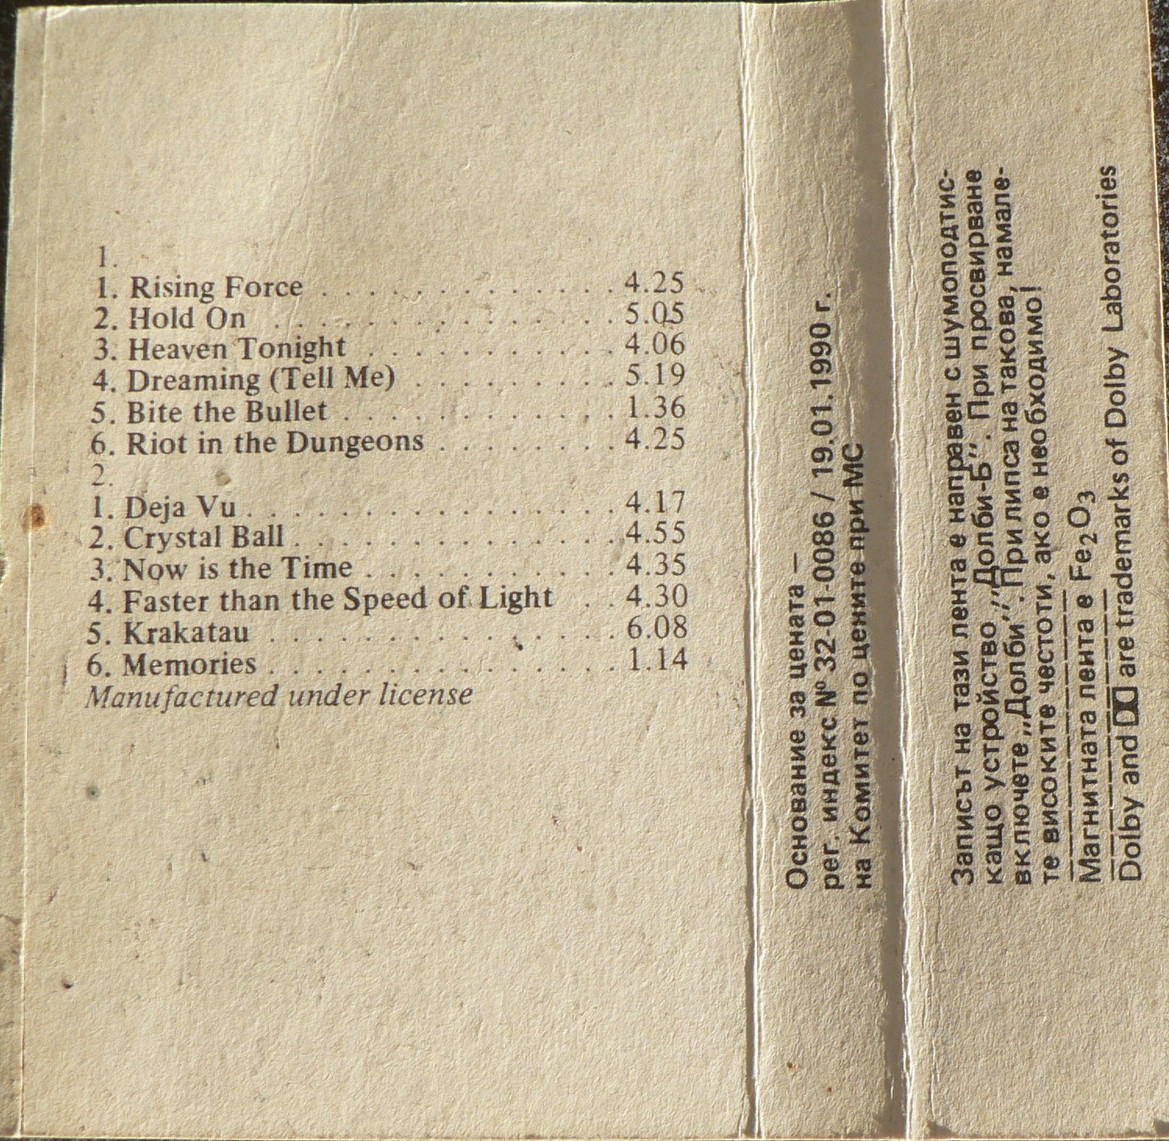 1.
1. Rising Force . . . . . . . . . . . . . 4.25
2. Hold On . . . . . . . . . . . . . . . 5.05
3. Heaven Tonight . . . . . . . . . . . 4.06
4. Dreaming (Tell Me) . . . . . . . . . 5.19
5. Bite the Bullet . . . . . . . . . . . . 1.36
6. Riot in the Dungeons . . . . . . . . 4.25
2.
1. Deja Vu . . . . . . . . . . . . . . . . 4.17
2. Crystal Ball . . . . . . . . . . . . . . 4.55
3. Now is the Time . . . . . . . . . . . 4.35
4. Faster than the Speed of Light . . 4.30
5. Krakatau . . . . . . . . . . . . . . . 6.08
6. Memories . . . . . . . . . . . . . . . 1.14
Manufactured under license
Основание за цената –
рег. индекс № 32-01-0086 / 19.01.1990 г.
на Комитет по цените при МС
Записът на тази лента е направен с шумоподтис-
кащо устройство „Долби-Б“. При просвирване
включете „Долби“. При липса на такова, намале-
те високите честоти, ако е необходимо!
Магнитната лента е Fe₂O₃
Dolby and are trademarks of Dolby Laboratories